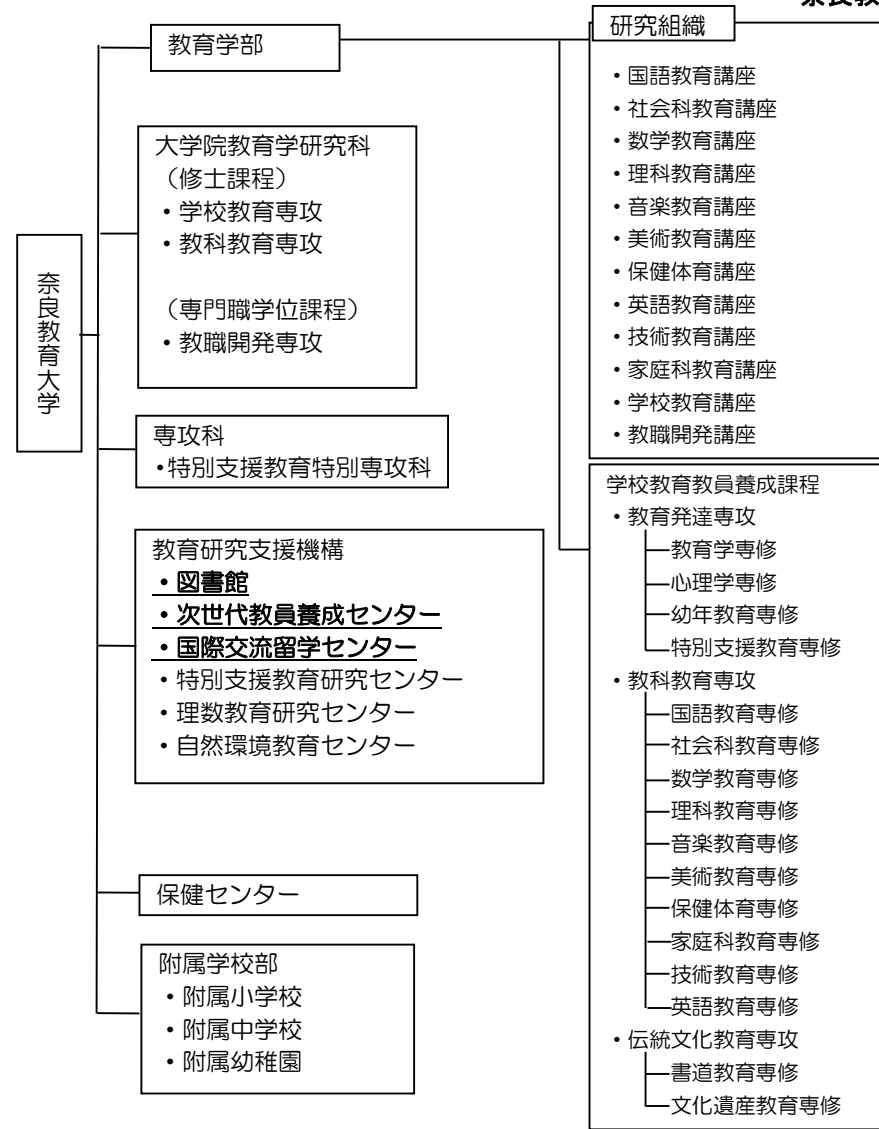 奈良教
奈良教育大学
教育学部
大学院教育学研究科
（修士課程）
・学校教育専攻
・教科教育専攻
（専門職学位課程）
・教職開発専攻
専攻科
・特別支援教育特別専攻科
教育研究支援機構
・図書館
・次世代教員養成センター
・国際交流留学センター
・特別支援教育研究センター
・理数教育研究センター
・自然環境教育センター
保健センター
附属学校部
・附属小学校
・附属中学校
・附属幼稚園
研究組織
・国語教育講座
・社会科教育講座
・数学教育講座
・理科教育講座
・音楽教育講座
・美術教育講座
・保健体育講座
・英語教育講座
・技術教育講座
・家庭科教育講座
・学校教育講座
・教職開発講座
学校教育教員養成課程
・教育発達専攻
教育学専修
心理学専修
幼年教育専修
特別支援教育専修
・教科教育専攻
国語教育専修
社会科教育専修
数学教育専修
理科教育専修
音楽教育専修
美術教育専修
保健体育専修
家庭科教育専修
技術教育専修
英語教育専修
・伝統文化教育専攻
書道教育専修
文化遺産教育専修